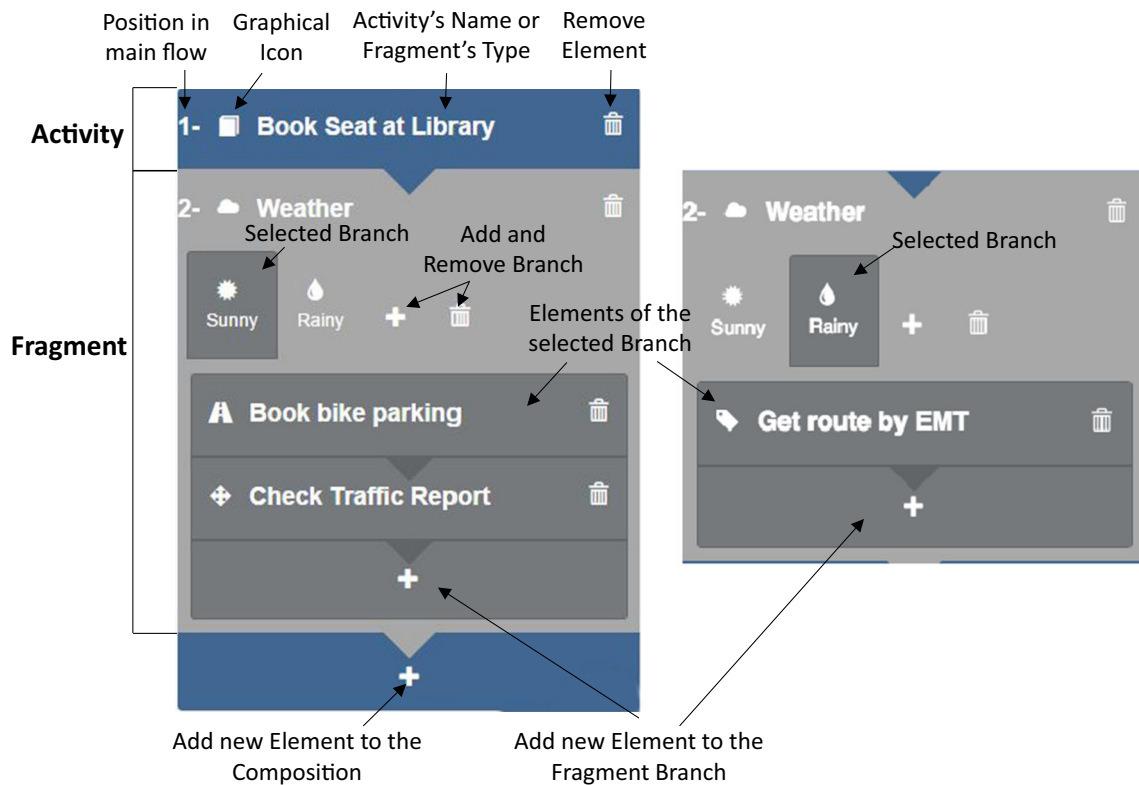 Position in
main flow
Graphical
Icon
Activity's Name or
Fragment's Type
Remove
Element
Activity
1- Book Seat at Library
Fragment
2- Weather
Selected Branch
Add and
Remove Branch
Sunny
Rainy
Book bike parking
Check Traffic Report
Elements of the
selected Branch
2- Weather
Selected Branch
Sunny
Rainy
Get route by EMT
Add new Element to the
Composition
Add new Element to the
Fragment Branch